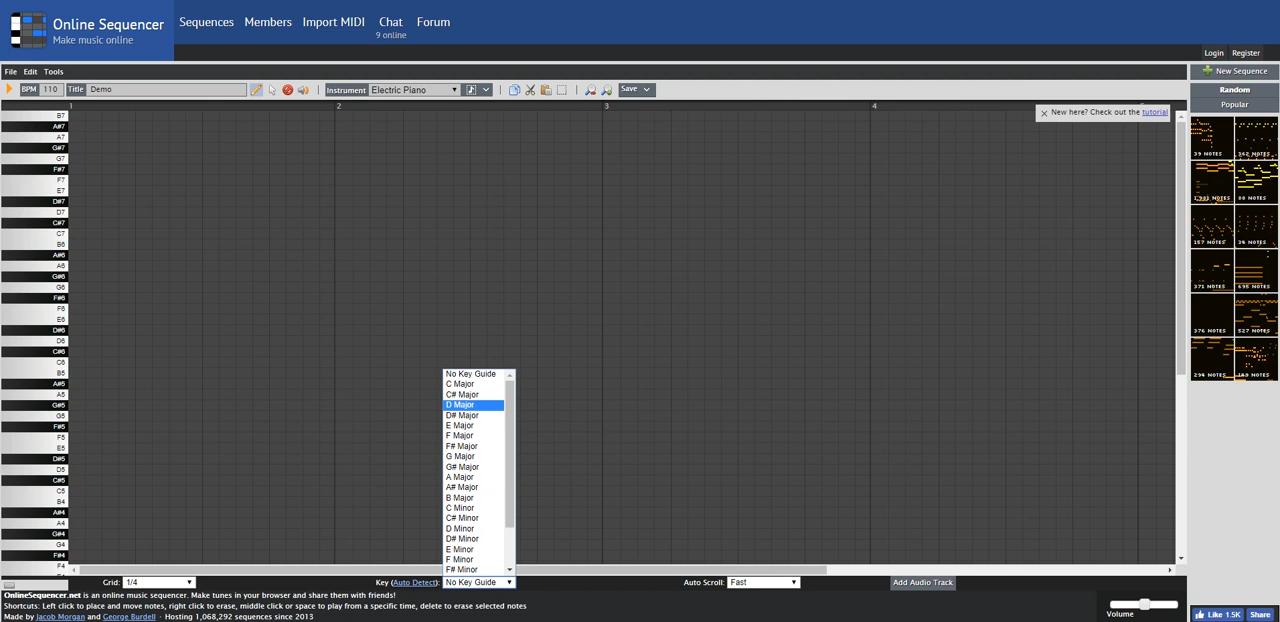 Online Sequencer
Make music online
Sequences Members Import MIDI Chat Forum
9 online
Login Register
File Edit Tools
New Sequence
BPM 110 Title Demo Instrument Electric Piano Save
Random
Popular
1 2 3 4
New here? Check out the tutorial
B7
A#7
A7
G#7
G7
F#7
F7
E7
D#7
D7
C#7
C7
B6
A#6
A6
G#6
G6
F#6
F6
E6
D#6
D6
C#6
C6
B5
A#5
A5
G#5
G5
F#5
F5
E5
D#5
D5
C#5
C5
B4
A#4
A4
G#4
G4
F#4
F4
39 NOTES 362 NOTES
88 NOTES
157 NOTES 36 NOTES
371 NOTES 695 NOTES
376 NOTES 527 NOTES
294 NOTES 189 NOTES
No Key Guide
C Major
C# Major
D Major
D# Major
E Major
F Major
F# Major
G Major
G# Major
A Major
A# Major
B Major
C Minor
C# Minor
D Minor
D# Minor
E Minor
F Minor
F# Minor
Grid: 1/4 Key (Auto Detect): No Key Guide Auto Scroll: Fast Add Audio Track
OnlineSequencer.net is an online music sequencer. Make tunes in your browser and share them with friends!
Shortcuts: Left click to place and move notes, right click to erase, middle click or space to play from a specific time, delete to erase selected notes
Made by Jacob Morgan and George Burdell · Hosting 1,068,292 sequences since 2013
Volume
Like 1.5K Share